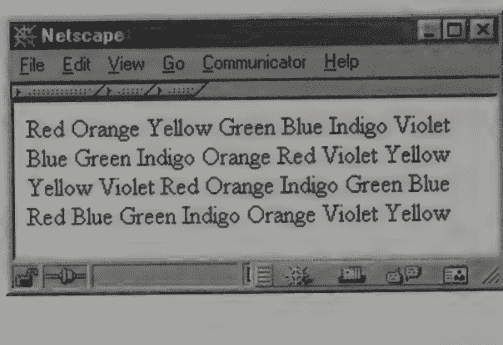 Netscape
File Edit View Go Communicator Help
Red Orange Yellow Green Blue Indigo Violet
Blue Green Indigo Orange Red Violet Yellow
Yellow Violet Red Orange Indigo Green Blue
Red Blue Green Indigo Orange Violet Yellow